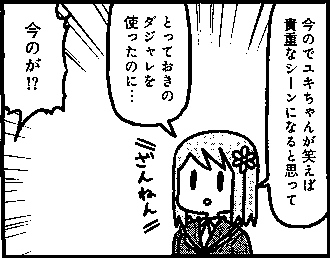 今のでユキちゃんが笑えば
貴重なシーンになると思って
とっておきの
ダジャレを
使ったのに…
ざんねん
今のが!?